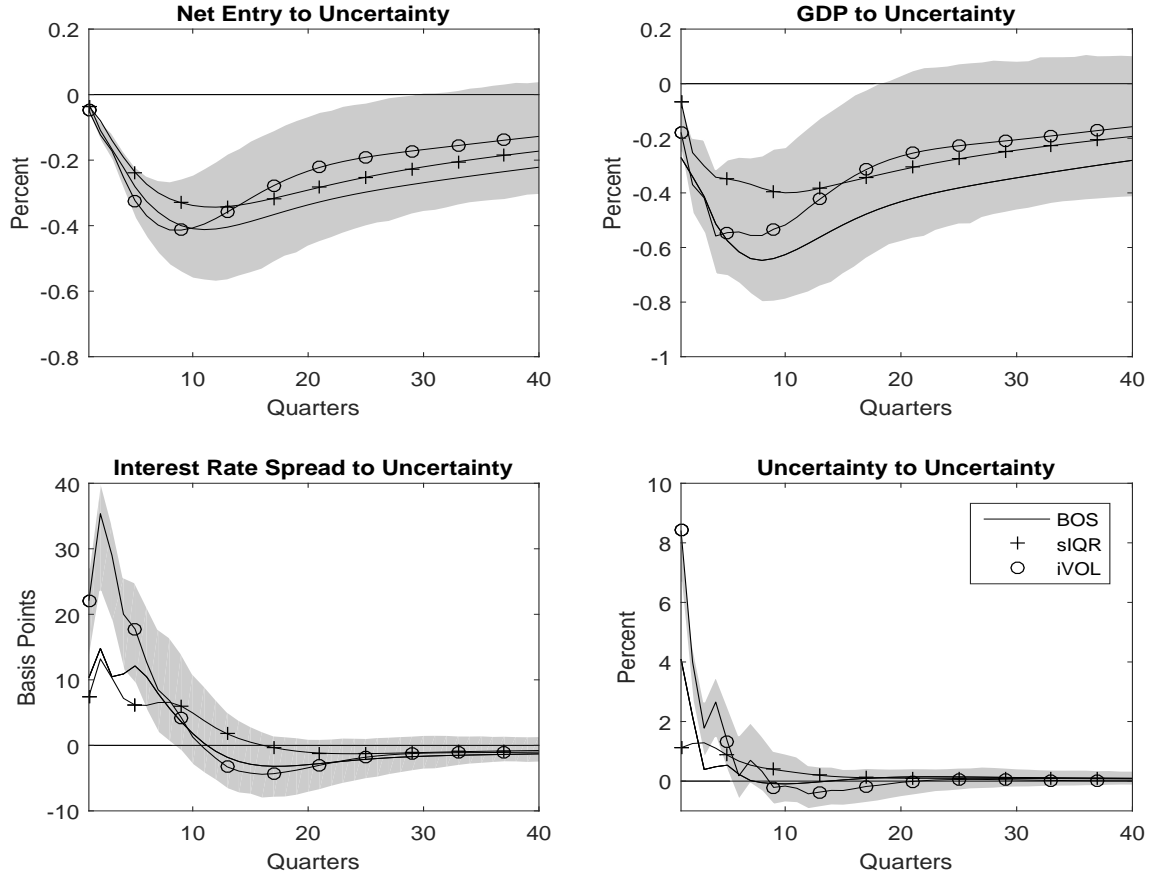 Net Entry to Uncertainty
0.2
0
-0.2
-0.4
-0.6
-0.8
Percent
10 20 30 40
Quarters
GDP to Uncertainty
0.2
0
-0.2
-0.4
-0.6
-0.8
-1
Percent
10 20 30 40
Quarters
Interest Rate Spread to Uncertainty
40
30
20
10
0
-10
Basis Points
10 20 30 40
Quarters
Uncertainty to Uncertainty
10
8
6
4
2
0
Percent
10 20 30 40
Quarters
BOS
sIQR
iVOL